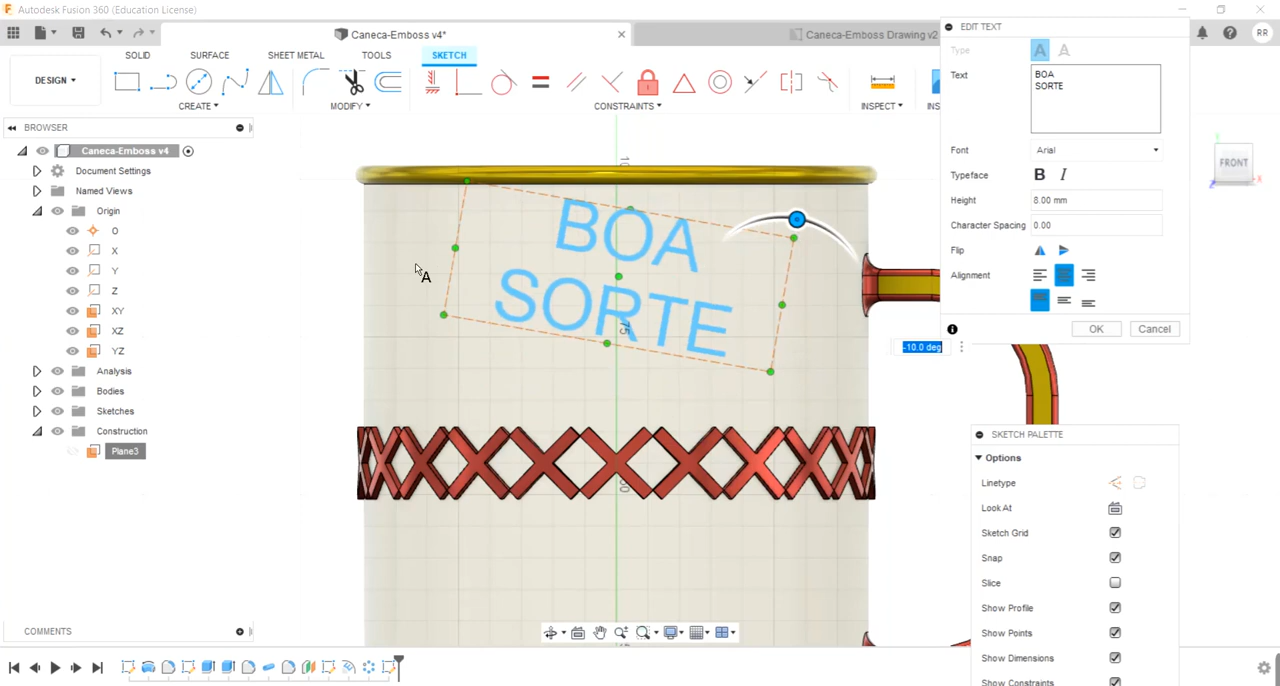 Autodesk Fusion 360 (Education License)
Caneca-Emboss v4*
Caneca-Emboss Drawing v2
RR
DESIGN
SOLID
SURFACE
SHEET METAL
TOOLS
SKETCH
CREATE
MODIFY
CONSTRAINTS
INSPECT
INS
BROWSER
Caneca-Emboss v4
Document Settings
Named Views
Origin
O
X
Y
Z
XY
XZ
YZ
Analysis
Bodies
Sketches
Construction
Plane3
COMMENTS
BOA
SORTE
75
50
A
-10.0 deg
EDIT TEXT
Type
A A
Text
BOA
SORTE
Font
Arial
Typeface
B I
Height
8.00 mm
Character Spacing
0.00
Flip
Alignment
OK
Cancel
FRONT
X
Z
SKETCH PALETTE
Options
Linetype
Look At
Sketch Grid
Snap
Slice
Show Profile
Show Points
Show Dimensions
Show Constraints